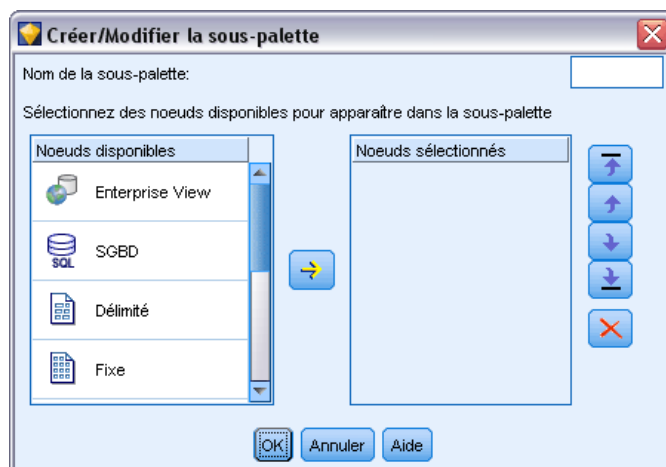 Créer/Modifier la sous-palette
Nom de la sous-palette:
Sélectionnez des noeuds disponibles pour apparaître dans la sous-palette
Noeuds disponibles
Noeuds sélectionnés
Enterprise View
SQL
SGBD
Délimité
Fixe
OK
Annuler
Aide